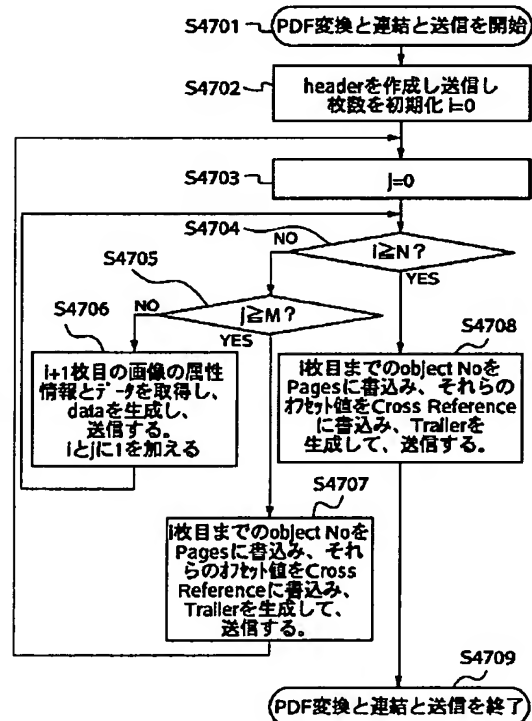 S4701
PDF変換と連結と送信を開始
S4702
headerを作成し送信し
枚数を初期化 i=0
S4703
j=0
S4704
i≧N?
NO
YES
S4705
j≧M?
NO
YES
S4706
i+1枚目の画像の属性
情報とデータを取得し、
dataを生成し、
送信する。
iとjに1を加える
S4708
i枚目までのobject Noを
Pagesに書込み、それらの
オフセット値をCross Reference
に書込み、Trailerを
生成して、送信する。
S4707
i枚目までのobject Noを
Pagesに書込み、それ
らのオフセット値をCross
Referenceに書込み、
Trailerを生成して、
送信する。
S4709
PDF変換と連結と送信を終了